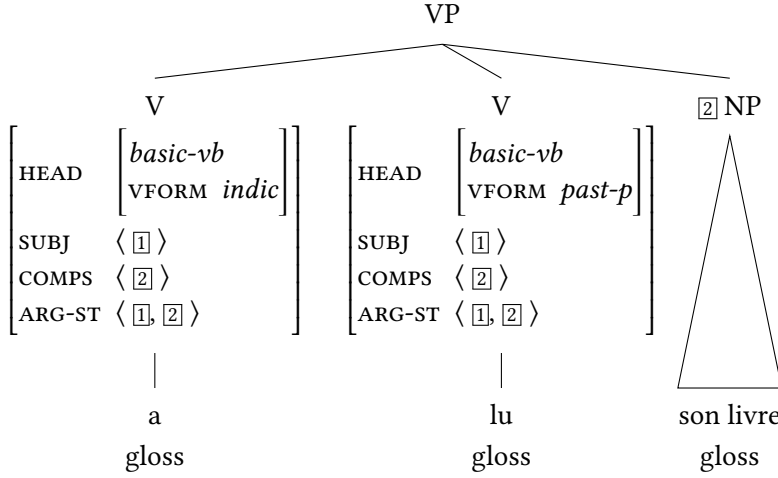 VP
V V [2] NP
basic-vb basic-vb
HEAD HEAD
VFORM indic VFORM past-p
SUBJ ⟨ [1] ⟩ SUBJ ⟨ [1] ⟩
COMPS ⟨ [2] ⟩ COMPS ⟨ [2] ⟩
ARG-ST ⟨ [1], [2] ⟩ ARG-ST ⟨ [1], [2] ⟩
a lu son livre
gloss gloss gloss